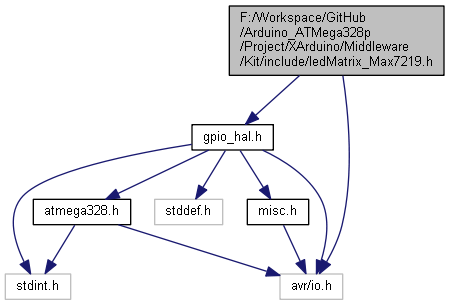 F:/Workspace/GitHub
/Arduino_ATMega328p
/Project/XArduino/Middleware
/Kit/include/ledMatrix_Max7219.h
gpio_hal.h
atmega328.h
stddef.h
misc.h
stdint.h
avr/io.h